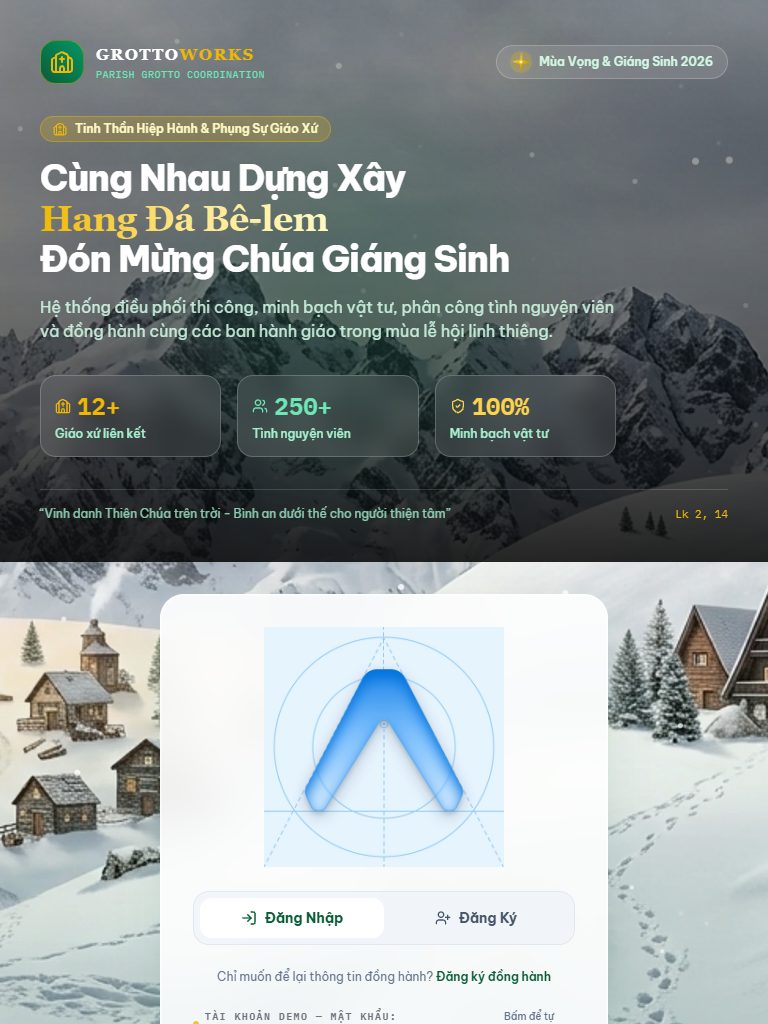 GROTTOWORKS
PARISH GROTTO COORDINATION
Mùa Vọng & Giáng Sinh 2026
Tinh Thần Hiệp Hành & Phụng Sự Giáo Xứ
Cùng Nhau Dựng Xây
Hang Đá Bê-lem
Đón Mừng Chúa Giáng Sinh
Hệ thống điều phối thi công, minh bạch vật tư, phân công tình nguyện viên
và đồng hành cùng các ban hành giáo trong mùa lễ hội linh thiêng.
12+
Giáo xứ liên kết
250+
Tình nguyện viên
100%
Minh bạch vật tư
“Vinh danh Thiên Chúa trên trời - Bình an dưới thế cho người thiện tâm”
Lk 2, 14
Đăng Nhập
Đăng Ký
Chỉ muốn để lại thông tin đồng hành? Đăng ký đồng hành
TÀI KHOẢN DEMO — MẬT KHẨU:
Bấm để tự